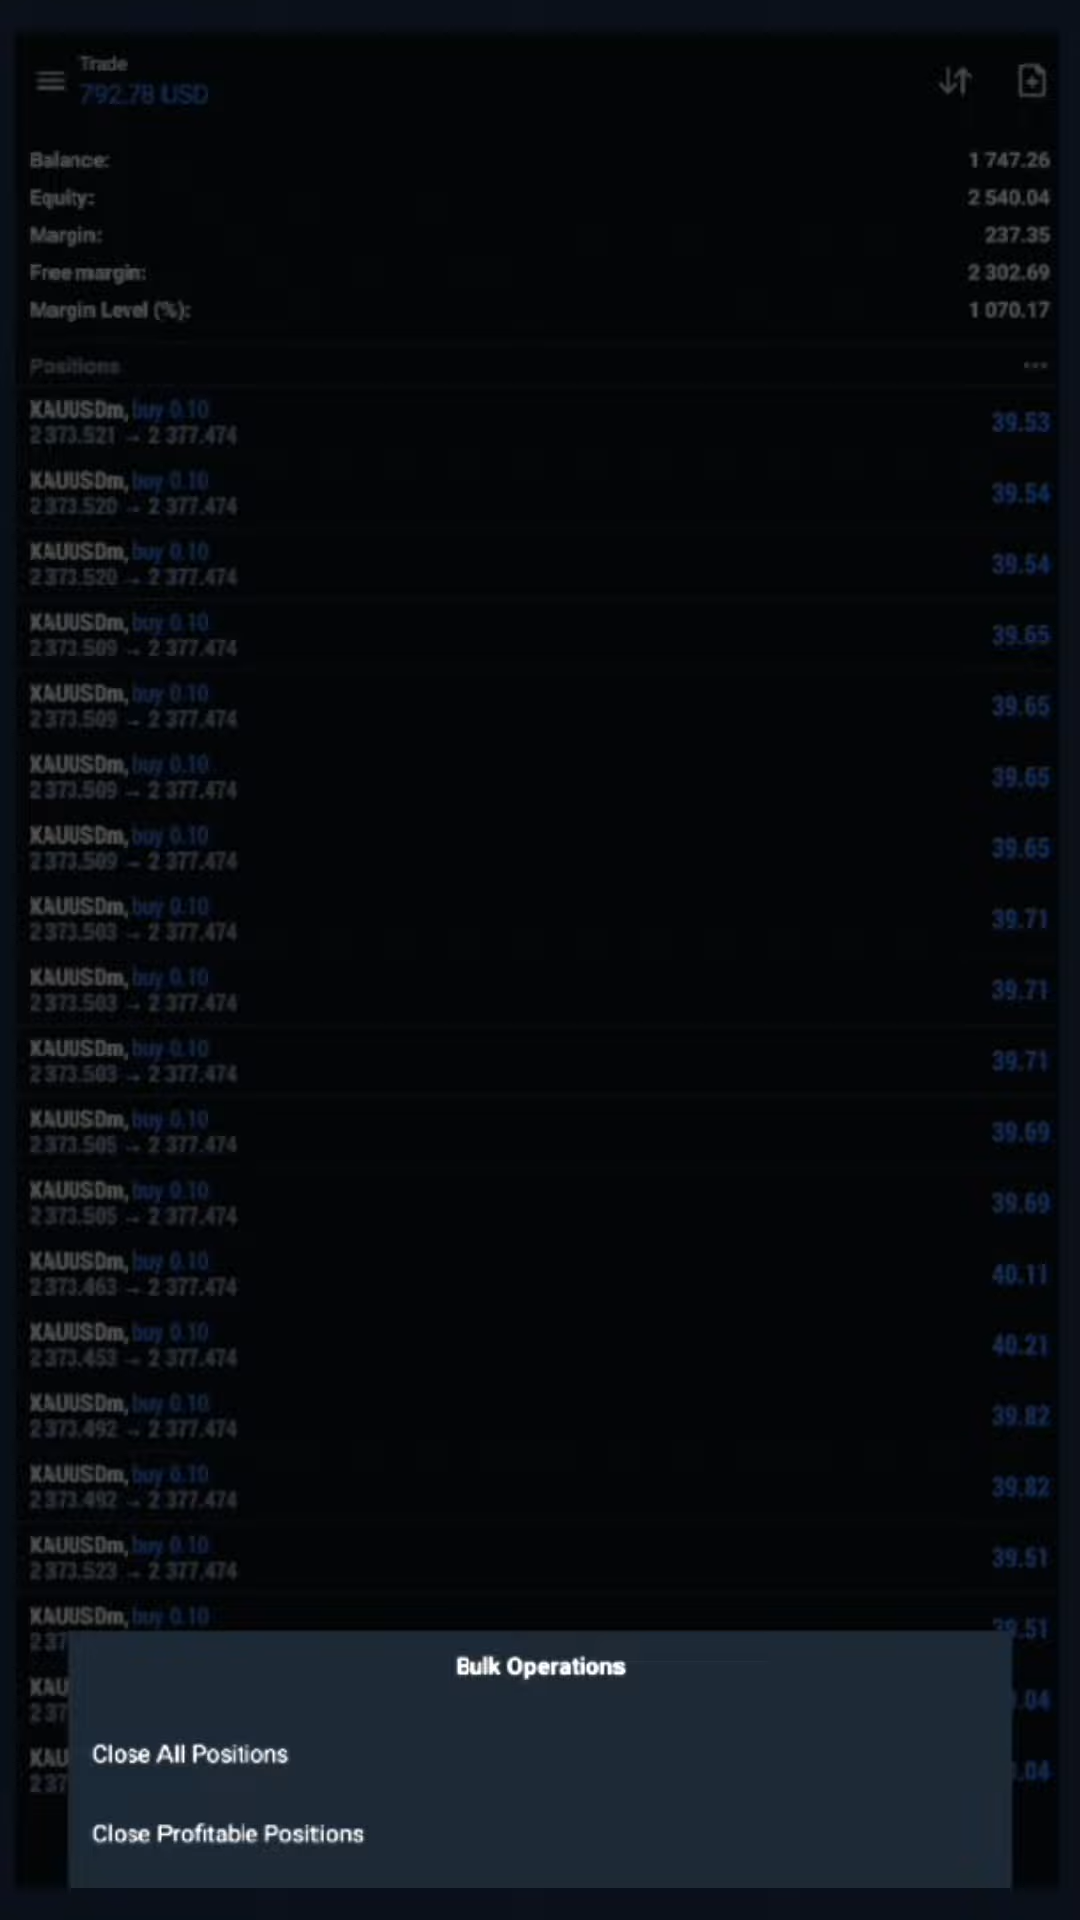 Trade
792.78 USD
Balance: 1 747.26
Equity: 2 540.04
Margin: 237.35
Free margin: 2 302.69
Margin Level (%): 1 070.17
Positions ...
XAUUSDm, buy 0.10
2 373.521 → 2 377.474 39.53
XAUUSDm, buy 0.10
2 373.520 → 2 377.474 39.54
XAUUSDm, buy 0.10
2 373.520 → 2 377.474 39.54
XAUUSDm, buy 0.10
2 373.509 → 2 377.474 39.65
XAUUSDm, buy 0.10
2 373.509 → 2 377.474 39.65
XAUUSDm, buy 0.10
2 373.509 → 2 377.474 39.65
XAUUSDm, buy 0.10
2 373.509 → 2 377.474 39.65
XAUUSDm, buy 0.10
2 373.503 → 2 377.474 39.71
XAUUSDm, buy 0.10
2 373.503 → 2 377.474 39.71
XAUUSDm, buy 0.10
2 373.503 → 2 377.474 39.71
XAUUSDm, buy 0.10
2 373.505 → 2 377.474 39.69
XAUUSDm, buy 0.10
2 373.505 → 2 377.474 39.69
XAUUSDm, buy 0.10
2 373.463 → 2 377.474 40.11
XAUUSDm, buy 0.10
2 373.453 → 2 377.474 40.21
XAUUSDm, buy 0.10
2 373.492 → 2 377.474 39.82
XAUUSDm, buy 0.10
2 373.492 → 2 377.474 39.82
XAUUSDm, buy 0.10
2 373.523 → 2 377.474 39.51
XAUUSDm, buy 0.10
2 37 39.51
XAU
2 37 .04
XAU
2 37 .04
Bulk Operations
Close All Positions
Close Profitable Positions